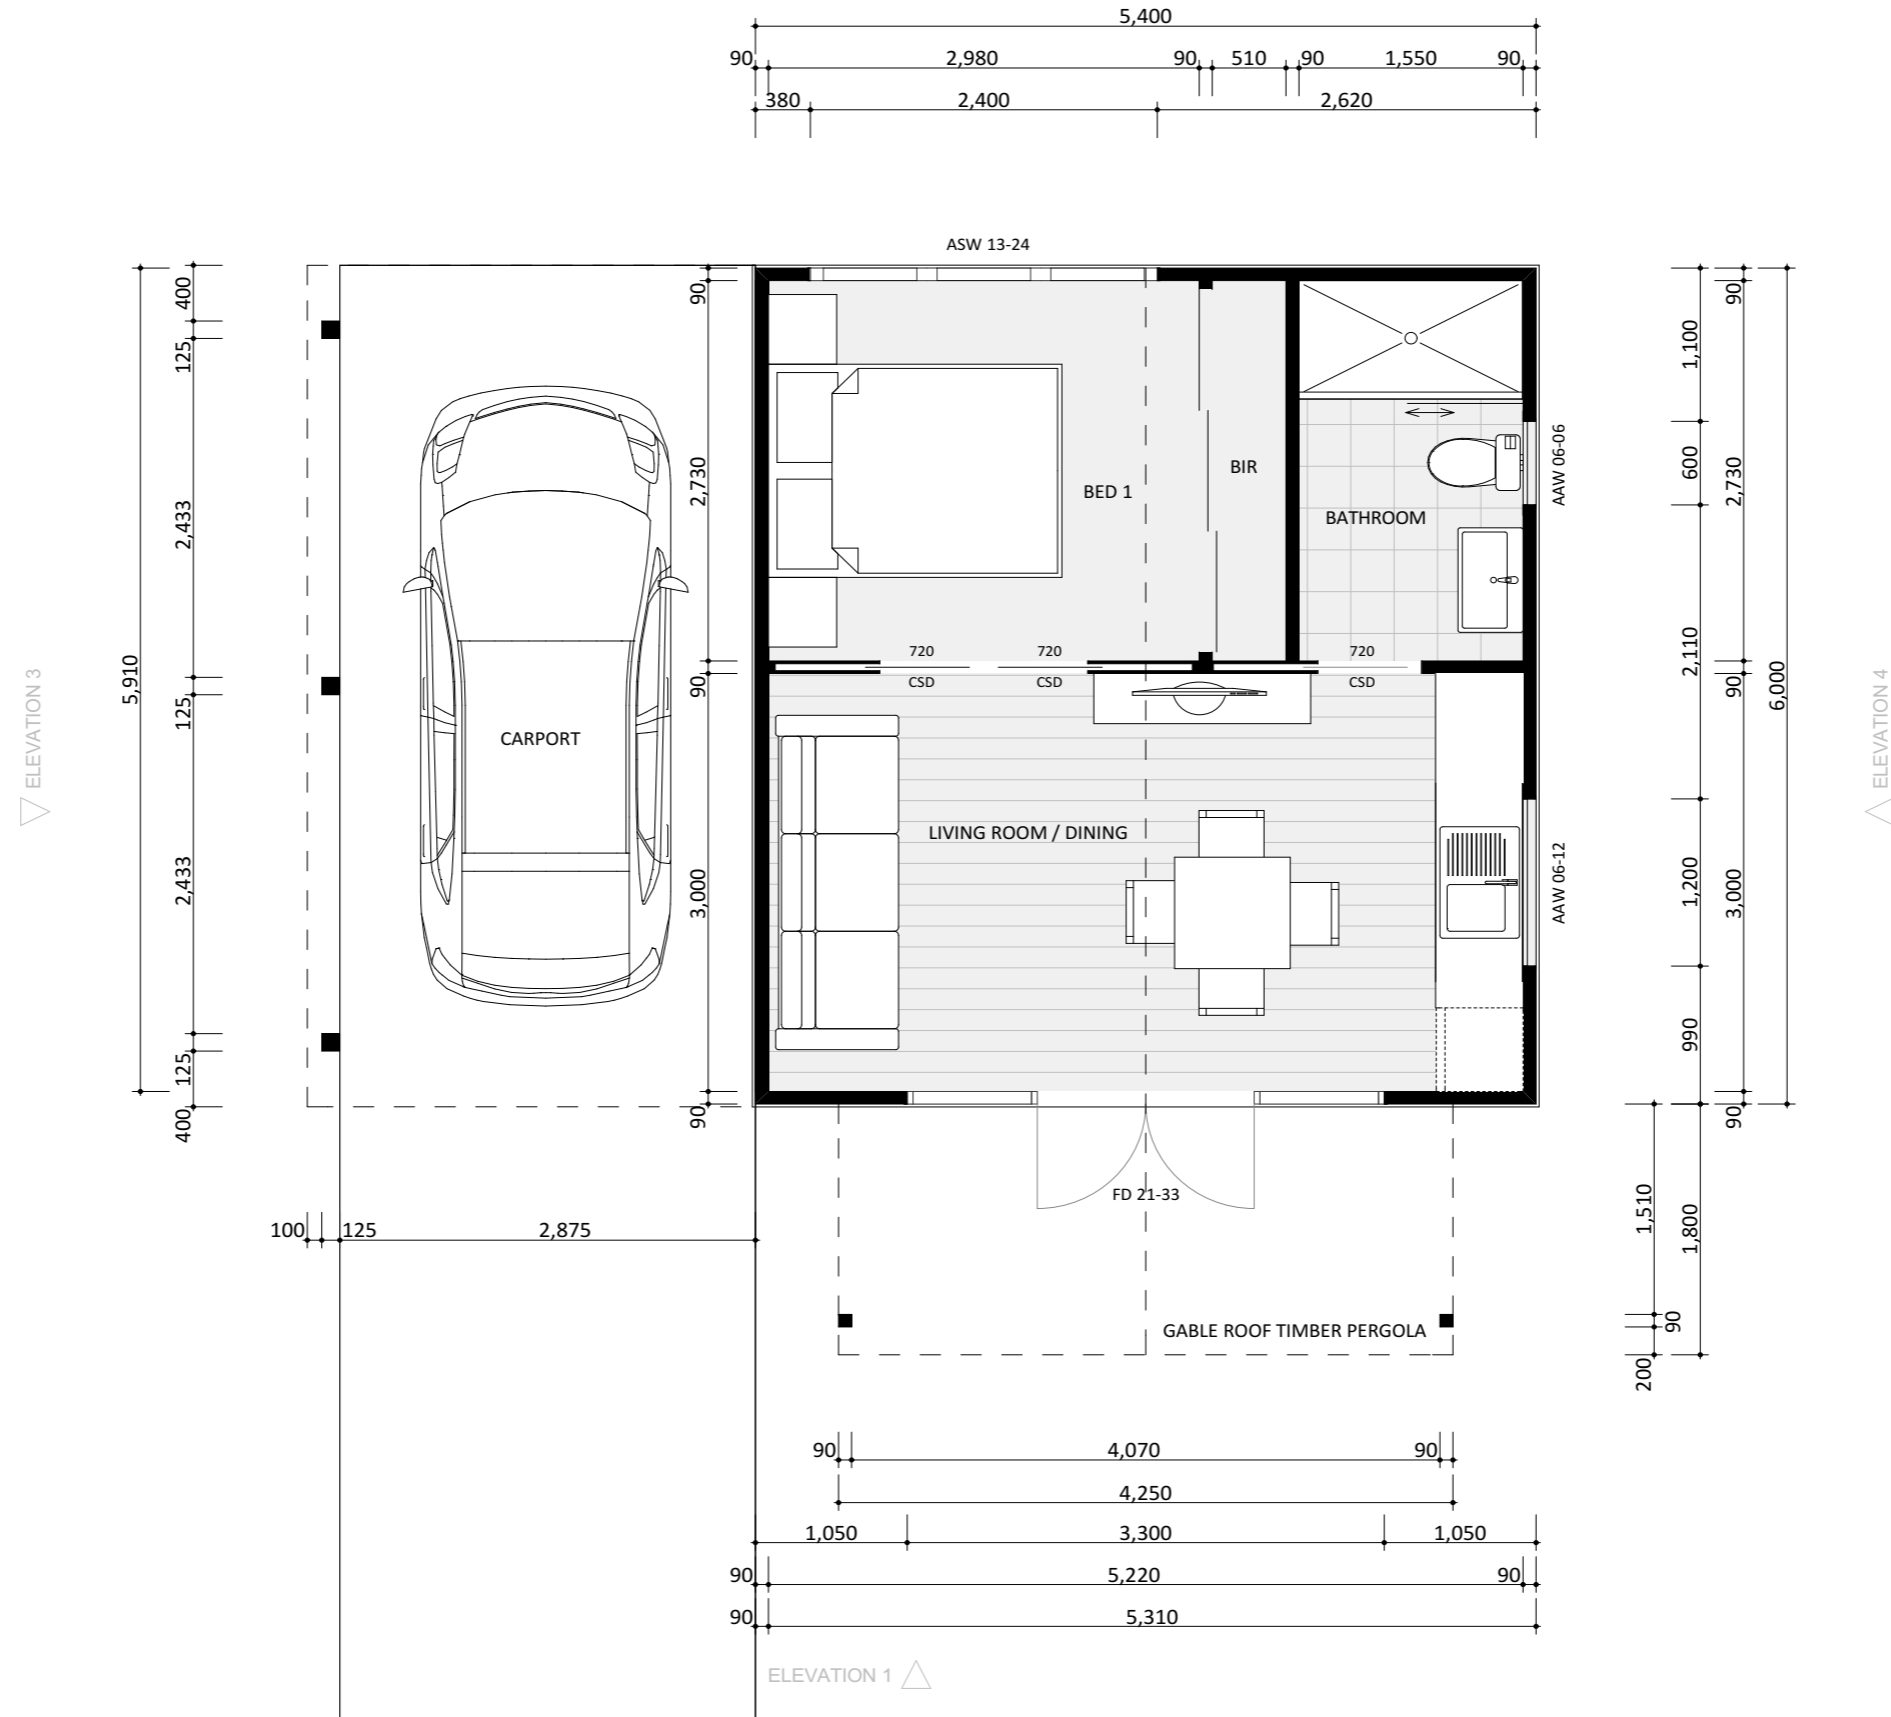 5,400
90 2,980 90 510 90 1,550 90
380 2,400 2,620
ASW 13-24
400
125
2,433
125
2,433
125
400
5,910
90
2,730
90
3,000
90
BED 1
BIR
BATHROOM
AAW 06-06
720 720 720
CSD CSD CSD
CARPORT
LIVING ROOM / DINING
AAW 06-12
1,100
600
2,110
1,200
990
1,800
90
2,730
90
3,000
90
6,000
ELEVATION 3
ELEVATION 4
100 125 2,875
FD 21-33
1,510
90
200
GABLE ROOF TIMBER PERGOLA
90 4,070 90
4,250
1,050 3,300 1,050
90 5,220 90
90 5,310
ELEVATION 1